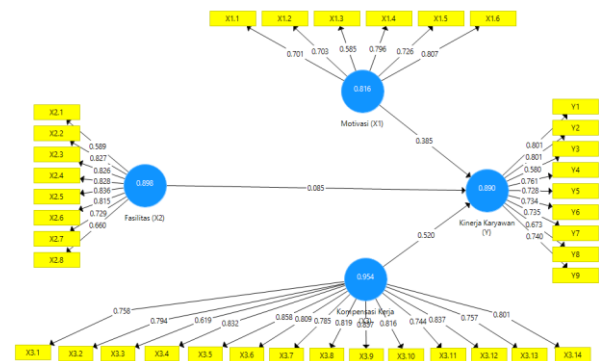 X1.1 X1.2 X1.3 X1.4 X1.5 X1.6
0.701 0.703 0.585 0.796 0.726 0.807
0.816
Motivasi (X1)
0.385
X2.1
X2.2
X2.3
X2.4
X2.5
X2.6
X2.7
X2.8
0.589
0.827
0.826
0.828
0.836
0.815
0.729
0.660
0.898
Fasilitas (X2)
0.085
Y1
Y2
Y3
Y4
Y5
Y6
Y7
Y8
Y9
0.801
0.801
0.580
0.761
0.728
0.734
0.735
0.673
0.740
0.890
Kinerja Karyawan
(Y)
0.520
0.954
Kompensasi Kerja
0.758 0.794 0.619 0.832 0.858 0.809 0.785 0.819 0.816 0.744 0.837 0.757 0.801
X3.1 X3.2 X3.3 X3.4 X3.5 X3.6 X3.7 X3.8 X3.9 X3.10 X3.11 X3.12 X3.13 X3.14